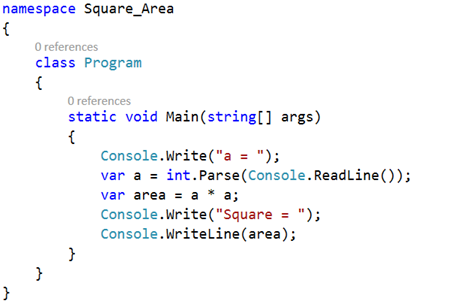 namespace Square_Area
{
0 references
class Program
{
0 references
static void Main(string[] args)
{
Console.Write("a = ");
var a = int.Parse(Console.ReadLine());
var area = a * a;
Console.Write("Square = ");
Console.WriteLine(area);
}
}
}